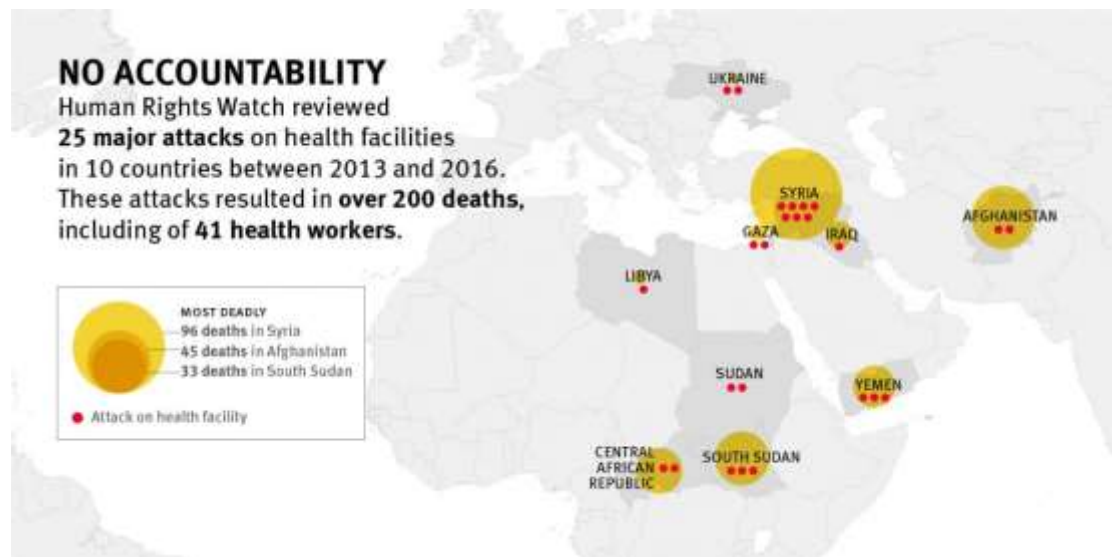 NO ACCOUNTABILITY
Human Rights Watch reviewed
25 major attacks on health facilities
in 10 countries between 2013 and 2016.
These attacks resulted in over 200 deaths,
including of 41 health workers.
MOST DEADLY
96 deaths in Syria
45 deaths in Afghanistan
33 deaths in South Sudan
Attack on health facility
UKRAINE
SYRIA
AFGHANISTAN
GAZA
IRAQ
LIBYA
SUDAN
YEMEN
CENTRAL
AFRICAN
REPUBLIC
SOUTH SUDAN